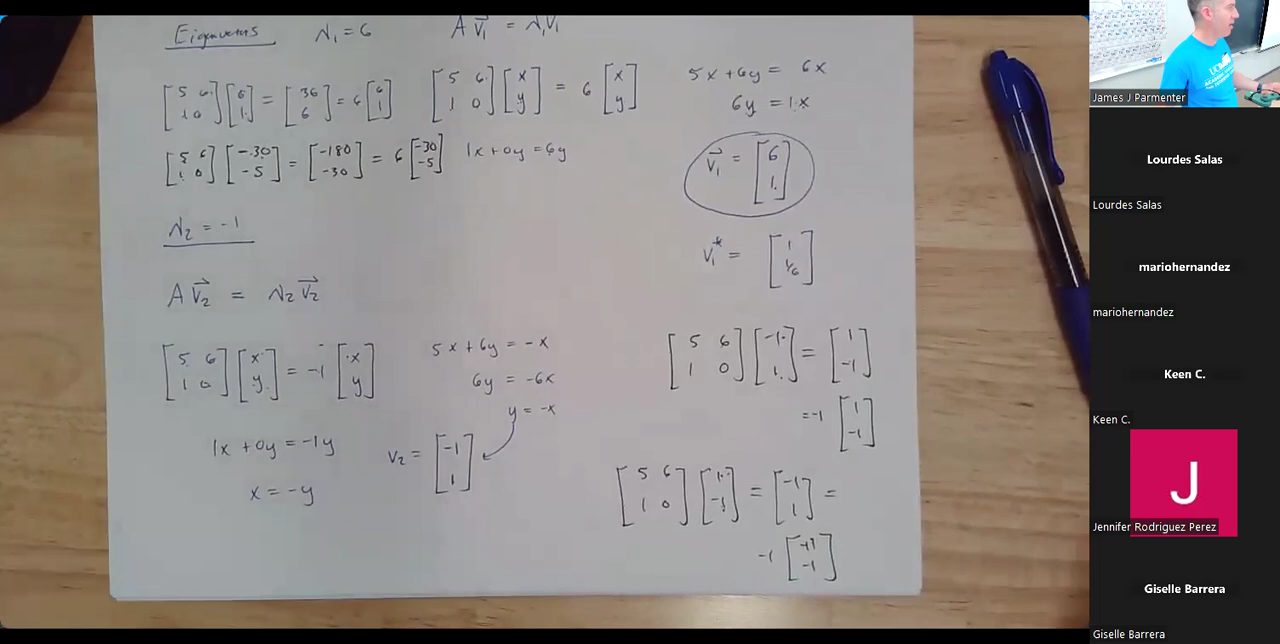 Eigenvectors λ₁ = 6 A v₁ = λ₁ v₁
[5 6; 1 0] [6; 1] = [36; 6] = 6 [6; 1]
[5 6; 1 0] [x; y] = 6 [x; y]
5x + 6y = 6x
6y = 1x
[5 6; 1 0] [-30; -5] = [-180; -30] = 6 [-30; -5]
1x + 0y = 6y
v₁ = [6; 1]
v₁* = [1; 1/6]
λ₂ = -1
A v₂ = λ₂ v₂
[5 6; 1 0] [x; y] = -1 [x; y]
5x + 6y = -x
6y = -6x
y = -x
1x + 0y = -1y
x = -y
v₂ = [-1; 1]
[5 6; 1 0] [-1; 1] = [1; -1]
= -1 [1; -1]
[5 6; 1 0] [1; -1] = [-1; 1] =
-1 [+1; -1]
James J Parmenter
Lourdes Salas
Lourdes Salas
mariohernandez
mariohernandez
Keen C.
Keen C.
J
Jennifer Rodriguez Perez
Giselle Barrera
Giselle Barrera